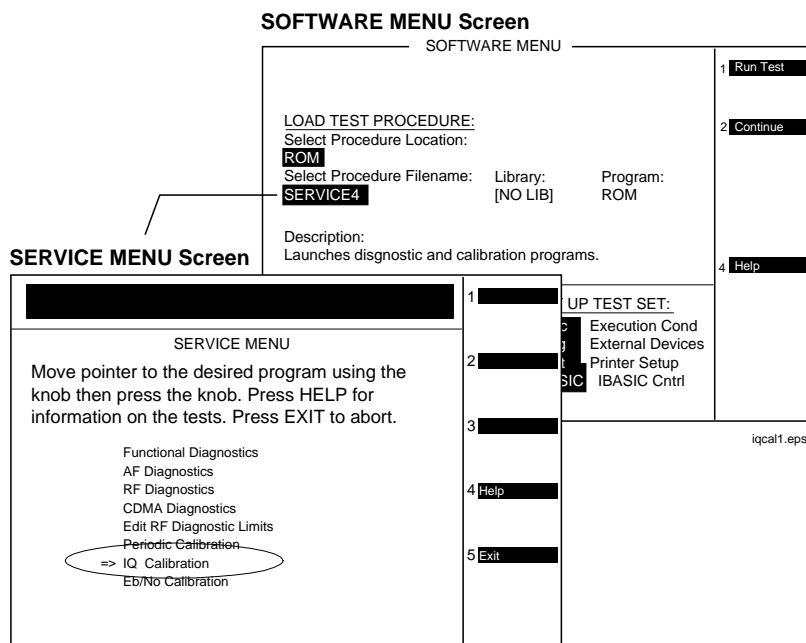 SOFTWARE MENU Screen
SOFTWARE MENU
1 Run Test
LOAD TEST PROCEDURE:
2 Continue
Select Procedure Location:
ROM
Select Procedure Filename: Library: Program:
SERVICE4 [NO LIB] ROM
Description:
Launches disgnostic and calibration programs.
4 Help
UP TEST SET:
c Execution Cond
g External Devices
t Printer Setup
SIC IBASIC Cntrl
SERVICE MENU Screen
1
SERVICE MENU
Move pointer to the desired program using the
knob then press the knob. Press HELP for
information on the tests. Press EXIT to abort.
2
3
Functional Diagnostics
AF Diagnostics
RF Diagnostics
CDMA Diagnostics
Edit RF Diagnostic Limits
Periodic Calibration
=> IQ Calibration
Eb/No Calibration
4 Help
5 Exit
iqcal1.eps